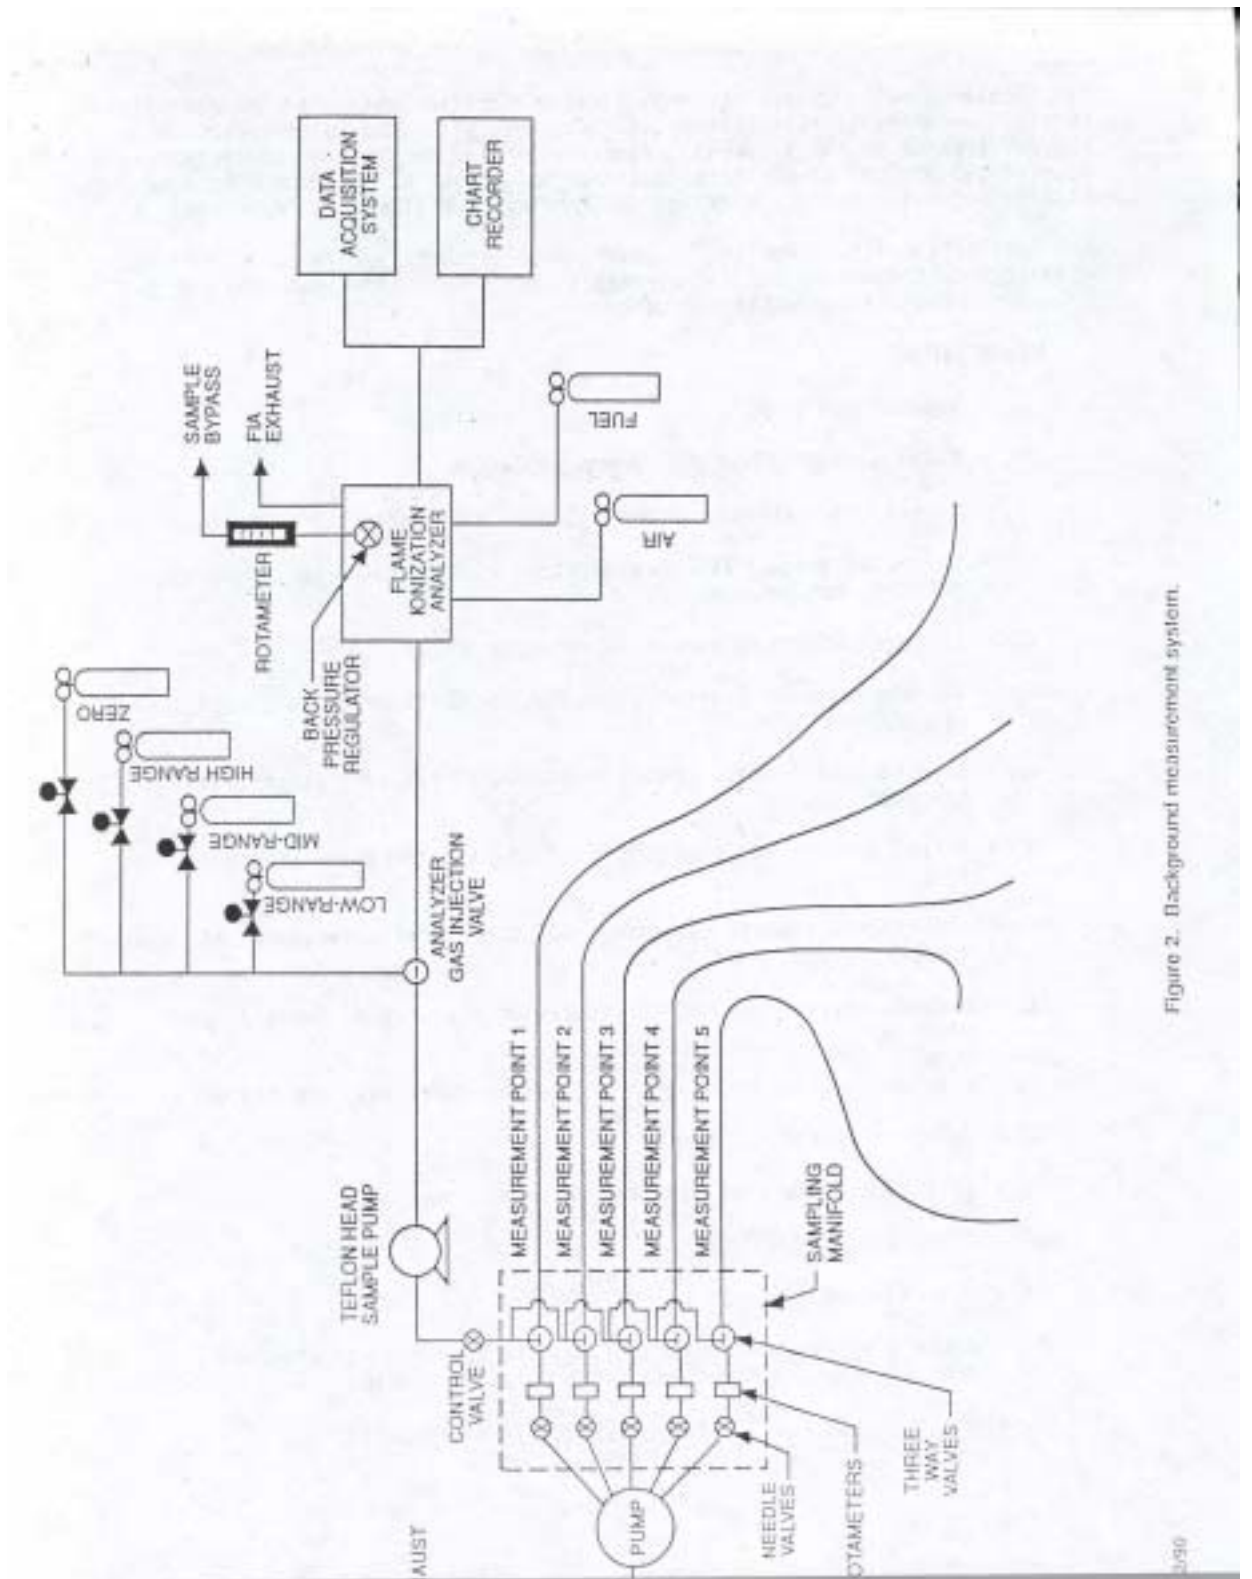 DATA
ACQUISITION
SYSTEM
CHART
RECORDER
SAMPLE
BYPASS
FIA
EXHAUST
ROTAMETER
FLAME
IONIZATION
ANALYZER
BACK
PRESSURE
REGULATOR
FUEL
AIR
ZERO
HIGH RANGE
MID-RANGE
LOW-RANGE
ANALYZER
GAS INJECTION
VALVE
TEFLON HEAD
SAMPLE PUMP
CONTROL
VALVE
MEASUREMENT POINT 1
MEASUREMENT POINT 2
MEASUREMENT POINT 3
MEASUREMENT POINT 4
MEASUREMENT POINT 5
SAMPLING
MANIFOLD
AUST
PUMP
NEEDLE
VALVES
OTAMETERS
THREE
WAY
VALVES
Figure 2. Background measurement system.